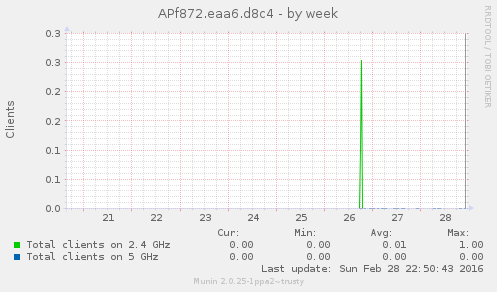 APf872.eaa6.d8c4 - by week
RRDTOOL / TOBI OETIKER
Clients
0.3
0.3
0.2
0.2
0.1
0.1
0.0
21 22 23 24 25 26 27 28
Cur: Min: Avg: Max:
Total clients on 2.4 GHz 0.00 0.00 0.01 1.00
Total clients on 5 GHz 0.00 0.00 0.00 0.00
Last update: Sun Feb 28 22:50:43 2016
Munin 2.0.25-1ppa2~trusty